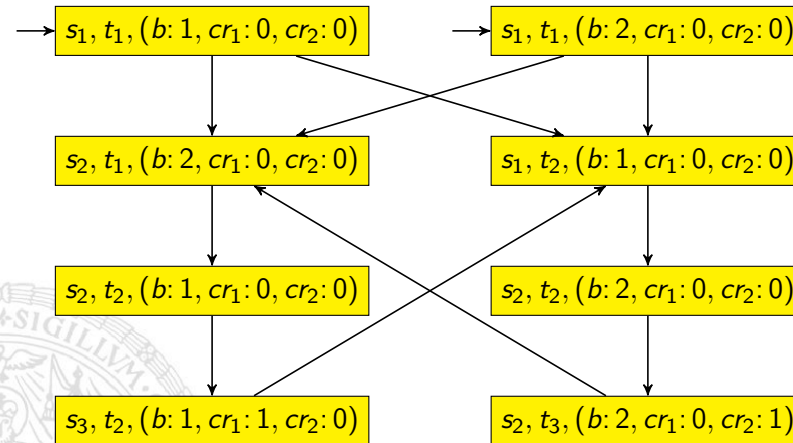 s₁, t₁, (b: 1, cr₁: 0, cr₂: 0) s₁, t₁, (b: 2, cr₁: 0, cr₂: 0)
s₂, t₁, (b: 2, cr₁: 0, cr₂: 0) s₁, t₂, (b: 1, cr₁: 0, cr₂: 0)
s₂, t₂, (b: 1, cr₁: 0, cr₂: 0) s₂, t₂, (b: 2, cr₁: 0, cr₂: 0)
SIGILLVM
s₃, t₂, (b: 1, cr₁: 1, cr₂: 0) s₂, t₃, (b: 2, cr₁: 0, cr₂: 1)